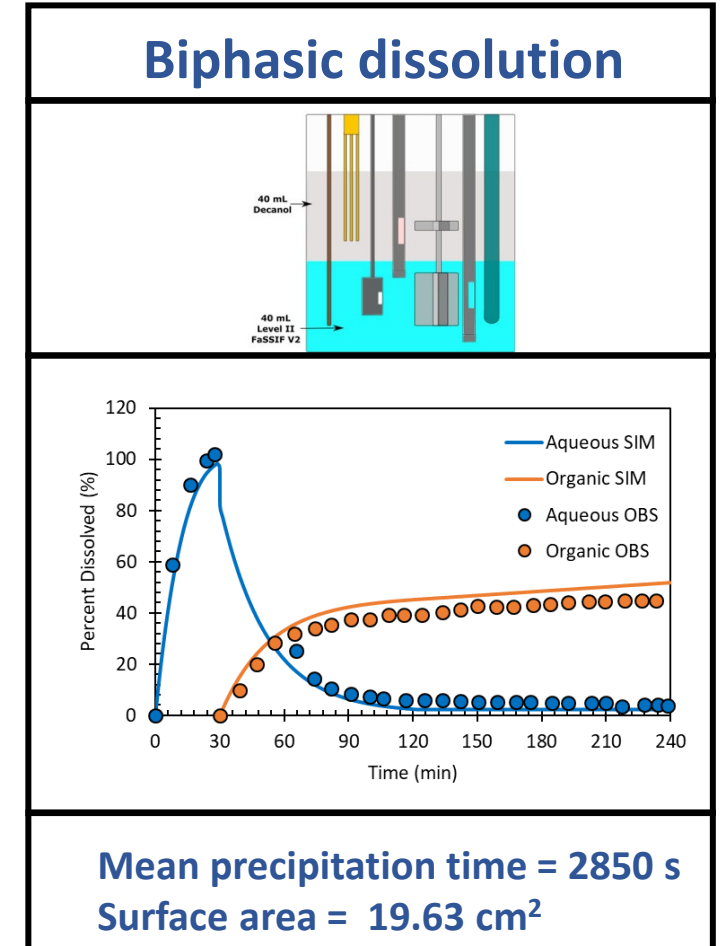 Biphasic dissolution
40 mL
Decanol
40 mL
Level II
FaSSIF V2
120
100
80
60
40
20
0
Percent Dissolved (%)
Aqueous SIM
Organic SIM
Aqueous OBS
Organic OBS
0 30 60 90 120 150 180 210 240
Time (min)
Mean precipitation time = 2850 s
Surface area = 19.63 cm²